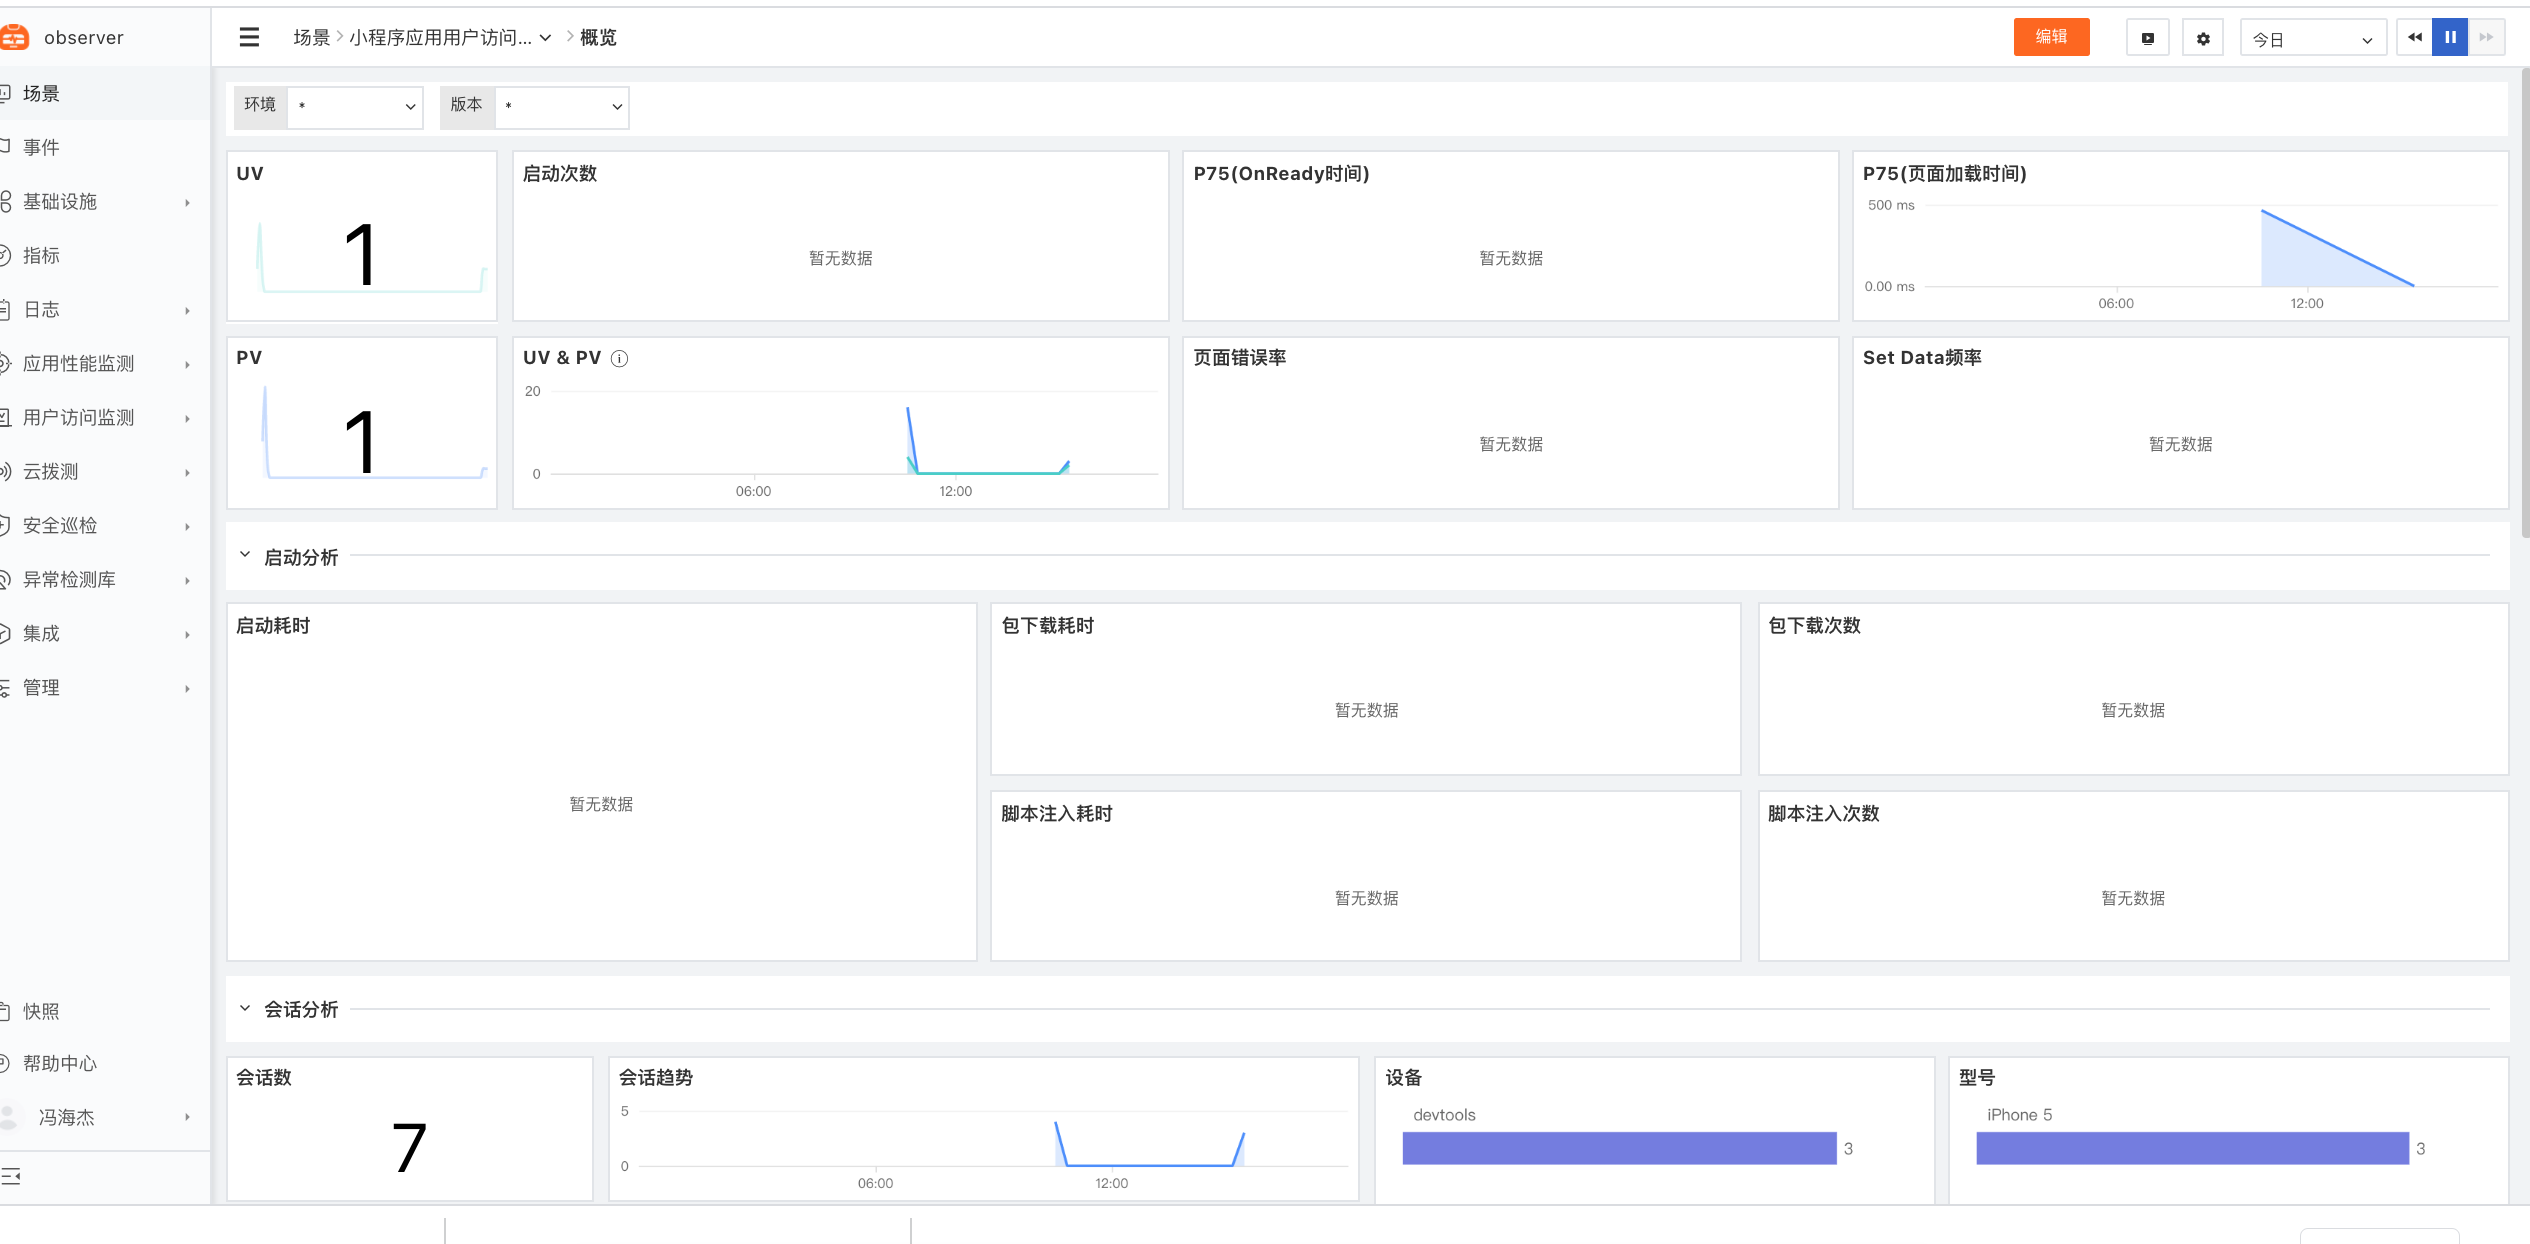 observer
场景
事件
基础设施
指标
日志
应用性能监测
用户访问监测
云拨测
安全巡检
异常检测库
集成
管理
快照
帮助中心
冯海杰
场景 小程序应用用户访问... 概览
编辑
今日
环境 *
版本 *
UV
1
启动次数
暂无数据
P75(OnReady时间)
暂无数据
P75(页面加载时间)
500 ms
0.00 ms
06:00 12:00
PV
1
UV & PV
20
0
06:00 12:00
页面错误率
暂无数据
Set Data频率
暂无数据
启动分析
启动耗时
暂无数据
包下载耗时
暂无数据
包下载次数
暂无数据
脚本注入耗时
暂无数据
脚本注入次数
暂无数据
会话分析
会话数
7
会话趋势
5
0
06:00 12:00
设备
devtools
3
型号
iPhone 5
3